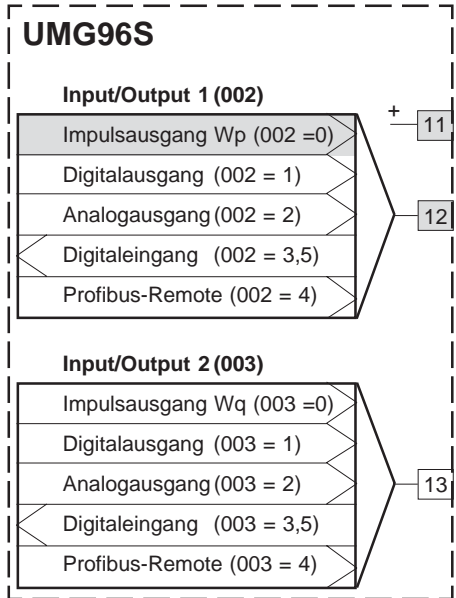 UMG96S
Input/Output 1 (002)
+
11
Impulsausgang Wp (002 =0)
Digitalausgang (002 = 1)
Analogausgang (002 = 2)
12
Digitaleingang (002 = 3,5)
Profibus-Remote (002 = 4)
Input/Output 2 (003)
Impulsausgang Wq (003 =0)
Digitalausgang (003 = 1)
Analogausgang (003 = 2)
13
Digitaleingang (003 = 3,5)
Profibus-Remote (003 = 4)